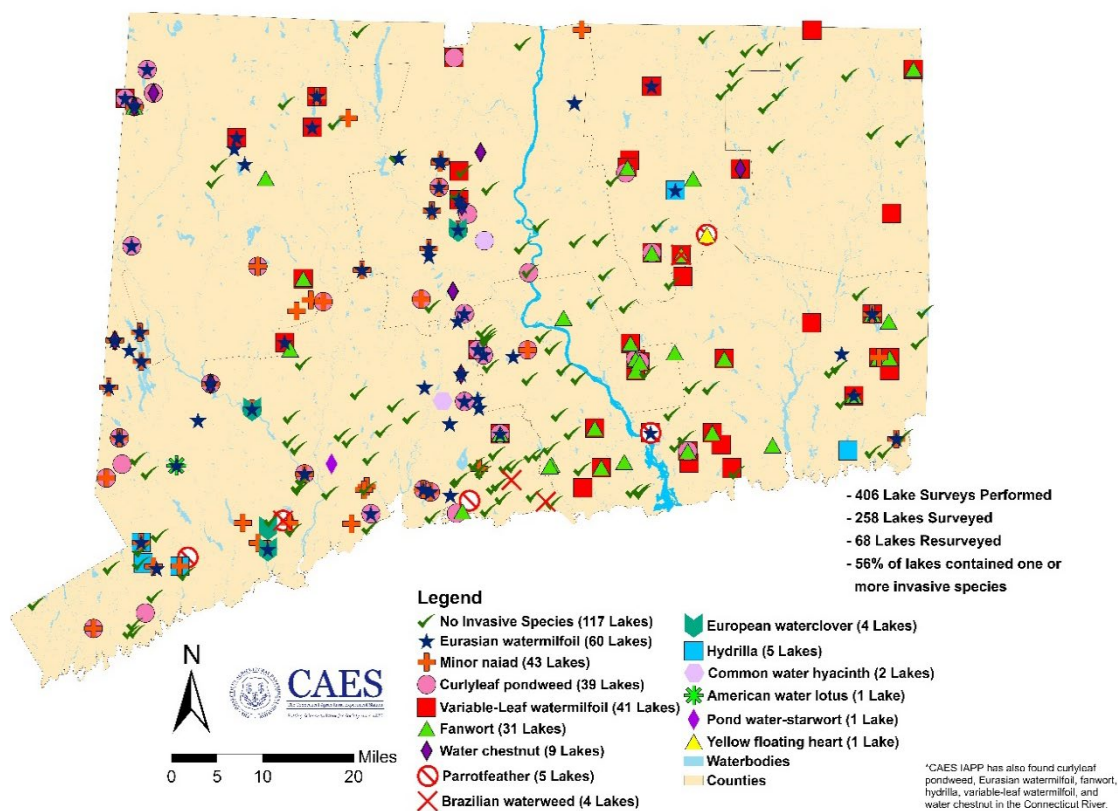 - 406 Lake Surveys Performed
- 258 Lakes Surveyed
- 68 Lakes Resurveyed
- 56% of lakes contained one or
more invasive species
Legend
No Invasive Species (117 Lakes)
Eurasian watermilfoil (60 Lakes)
Minor naiad (43 Lakes)
Curlyleaf pondweed (39 Lakes)
Variable-Leaf watermilfoil (41 Lakes)
Fanwort (31 Lakes)
Water chestnut (9 Lakes)
Parrotfeather (5 Lakes)
Brazilian waterweed (4 Lakes)
European waterclover (4 Lakes)
Hydrilla (5 Lakes)
Common water hyacinth (2 Lakes)
American water lotus (1 Lake)
Pond water-starwort (1 Lake)
Yellow floating heart (1 Lake)
Waterbodies
Counties
N
CAES
Miles
0 5 10 20
*CAES IAPP has also found curlyleaf
pondweed, Eurasian watermilfoil, fanwort,
hydrilla, variable-leaf watermilfoil, and
water chestnut in the Connecticut River.